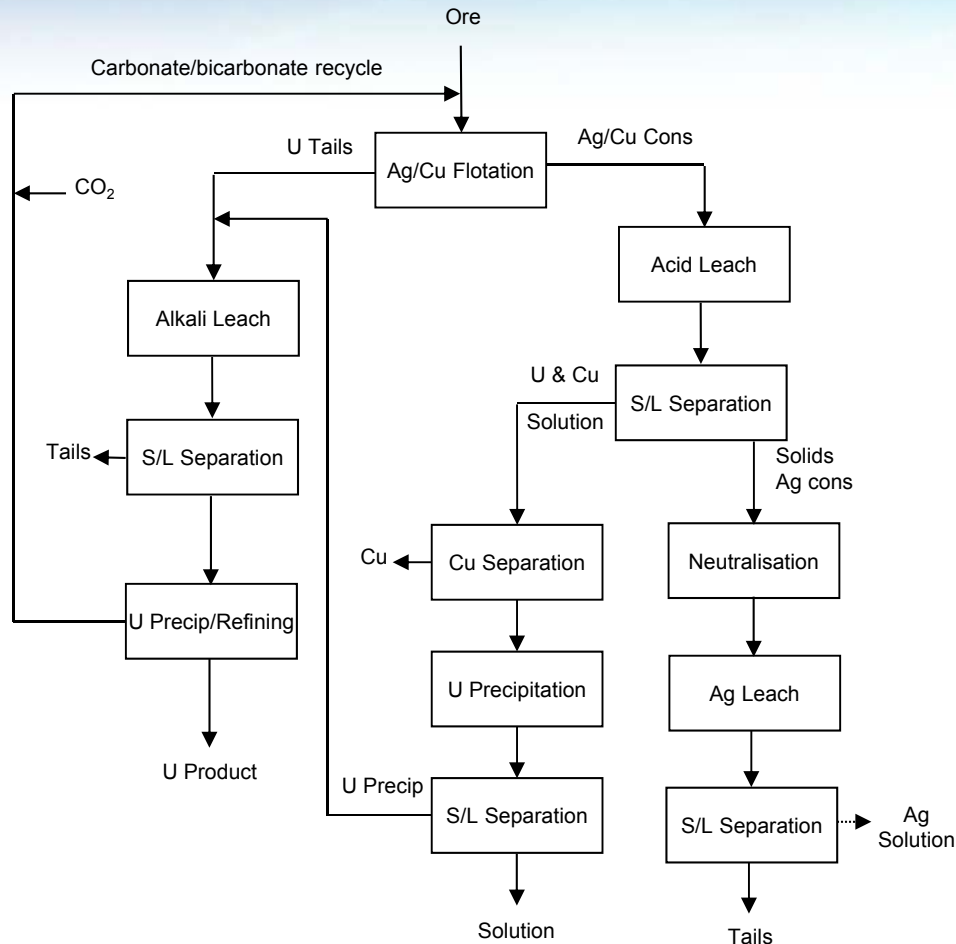 Ore
Carbonate/bicarbonate recycle
U Tails
Ag/Cu Cons
Ag/Cu Flotation
CO₂
Acid Leach
Alkali Leach
U & Cu
Solution
S/L Separation
Tails
S/L Separation
Solids
Ag cons
Cu
Cu Separation
Neutralisation
U Precip/Refining
U Precipitation
Ag Leach
U Product
U Precip
S/L Separation
S/L Separation
Ag
Solution
Solution
Tails